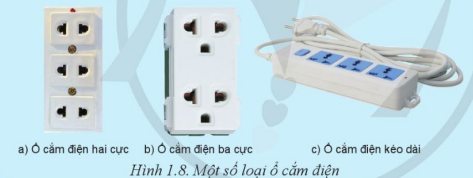 a) Ổ cắm điện hai cực b) Ổ cắm điện ba cực c) Ổ cắm điện kéo dài
Hình 1.8. Một số loại ổ cắm điện